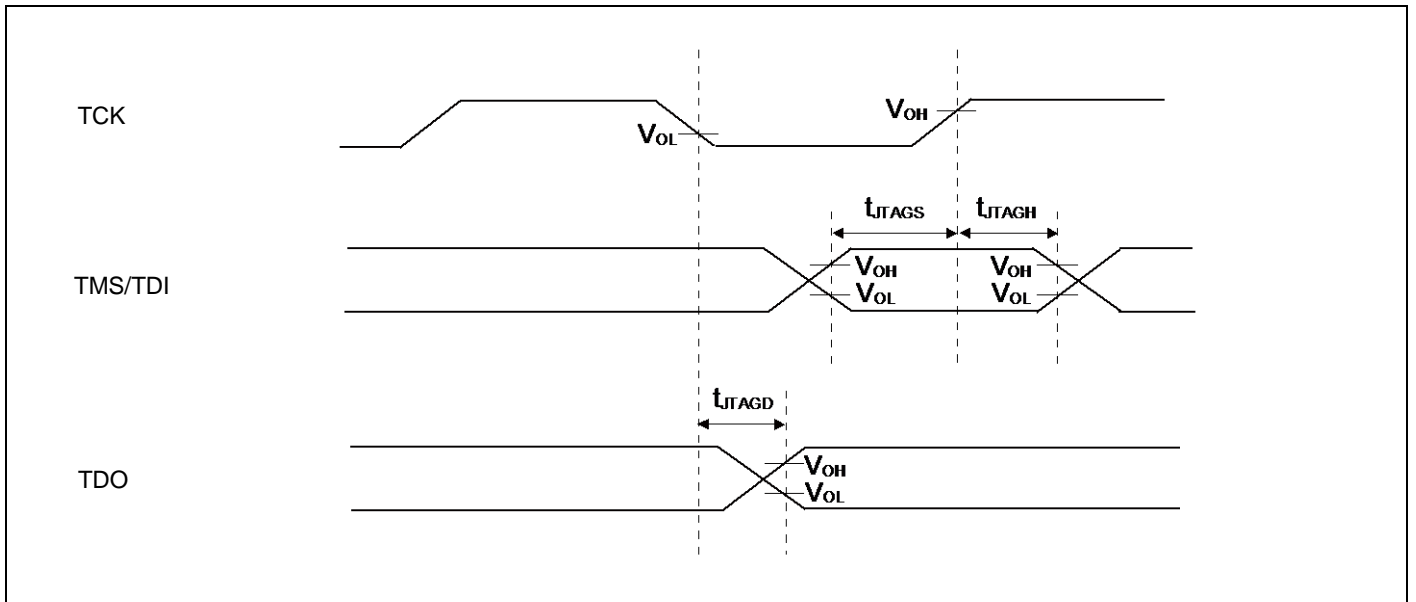 TCK
VOL
VOH
tJTAGS
tJTAGH
TMS/TDI
VOH
VOL
VOH
VOL
tJTAGD
TDO
VOH
VOL